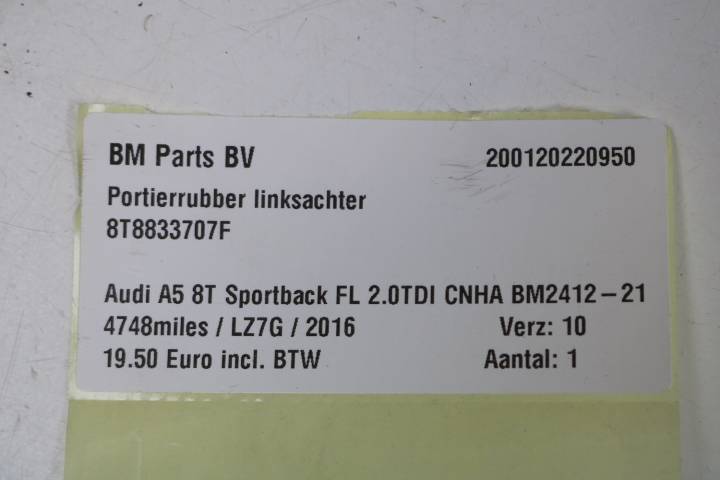 BM Parts BV 200120220950
Portierrubber linksachter
8T8833707F
Audi A5 8T Sportback FL 2.0TDI CNHA BM2412-21
4748miles / LZ7G / 2016 Verz: 10
19.50 Euro incl. BTW Aantal: 1